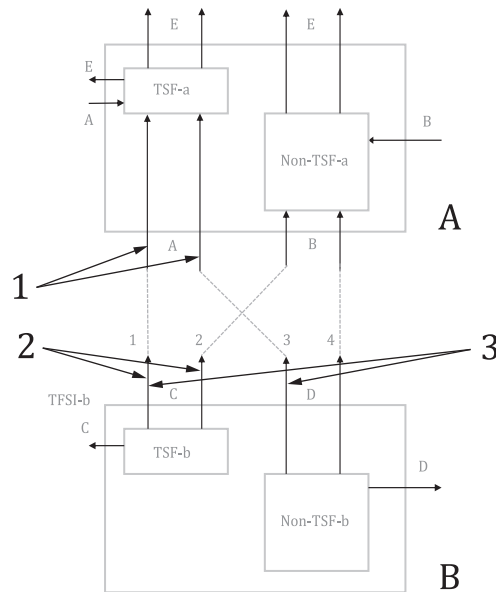 E E
E TSF-a
A B
Non-TSF-a
A
A B
1
1 2 3 4
2 3
TFSI-b C D
C TSF-b
D
Non-TSF-b
B